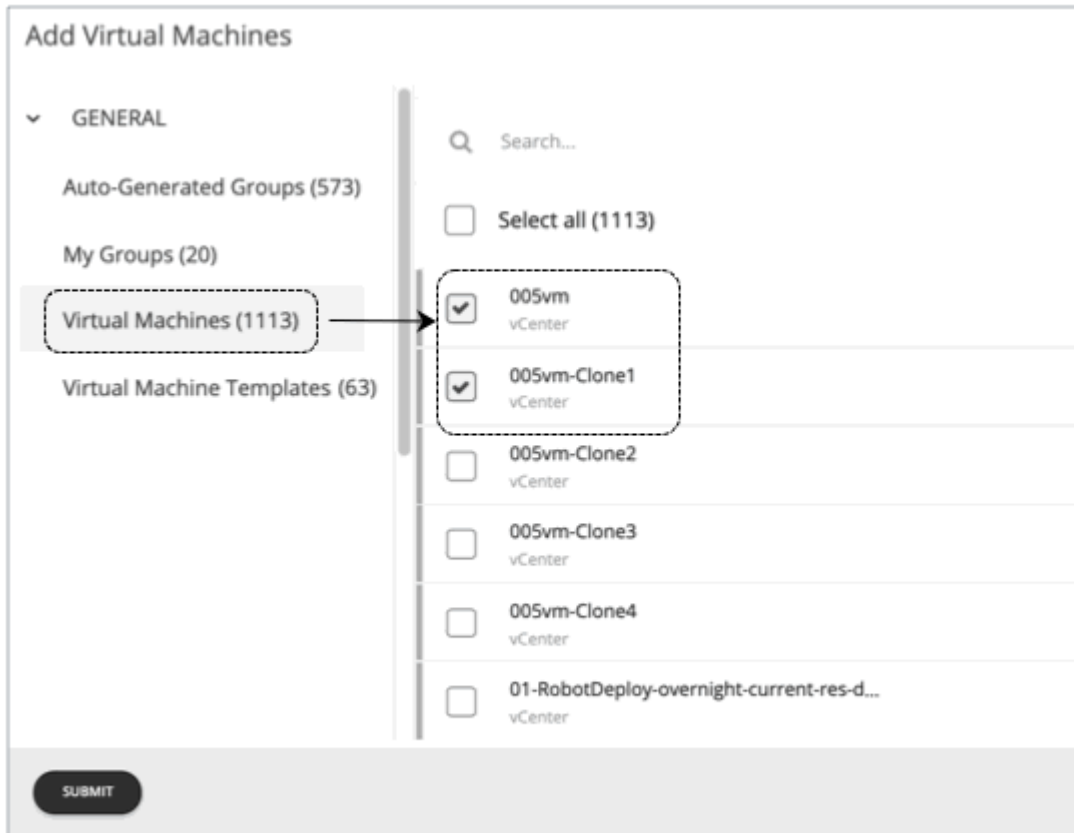 Add Virtual Machines
GENERAL
Auto-Generated Groups (573)
My Groups (20)
Virtual Machines (1113)
Virtual Machine Templates (63)
Search...
Select all (1113)
005vm
vCenter
005vm-Clone1
vCenter
005vm-Clone2
vCenter
005vm-Clone3
vCenter
005vm-Clone4
vCenter
01-RobotDeploy-overnight-current-res-d...
vCenter
SUBMIT